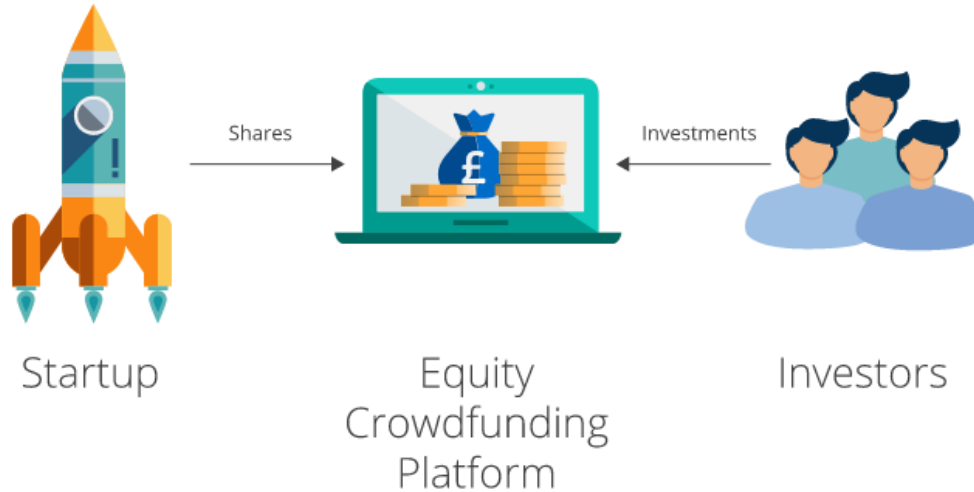 Shares
Investments
£
Startup
Equity
Crowdfunding
Platform
Investors